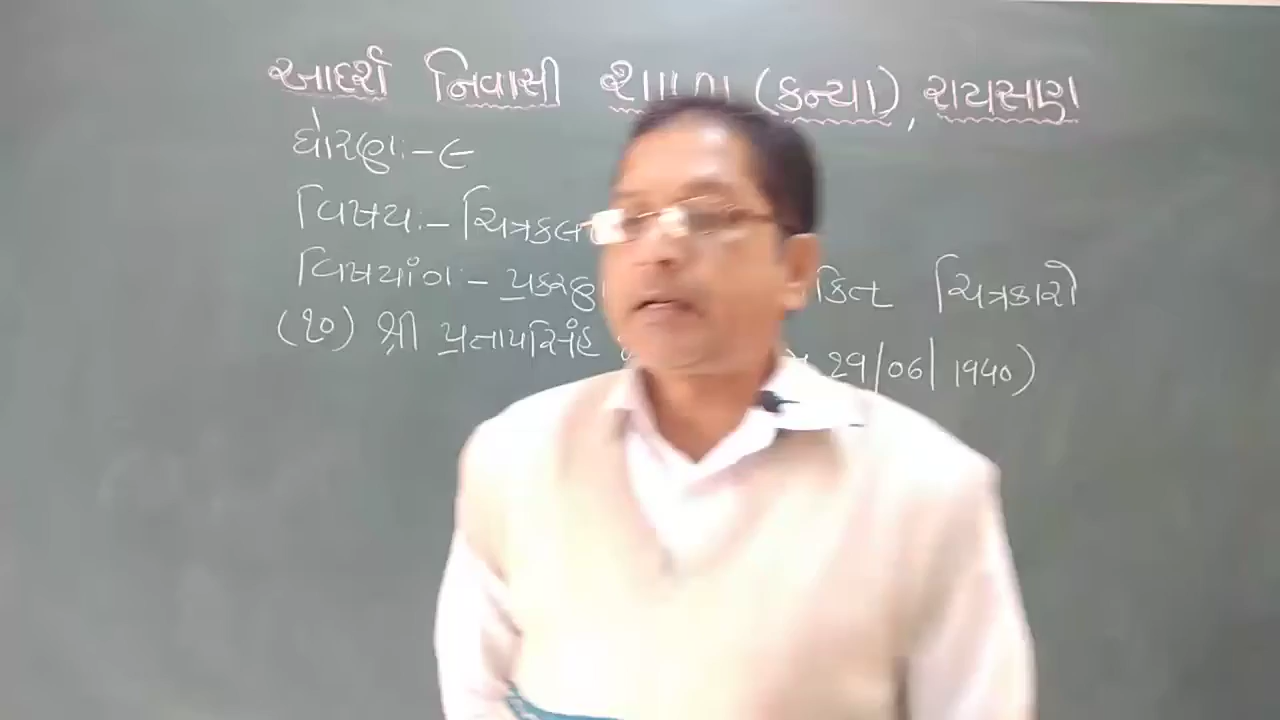 આદર્શ નિવાસી શાળા (કન્યા), રાયસણ
ધોરણ:- ૯
વિષય:- ચિત્રકલા
વિષયાંગ:- પ્રકરણ કિત ચિત્રકારો
(૧૦) શ્રી પ્રતાપસિંહ ૨૧/૦૬/૧૯૫૦)